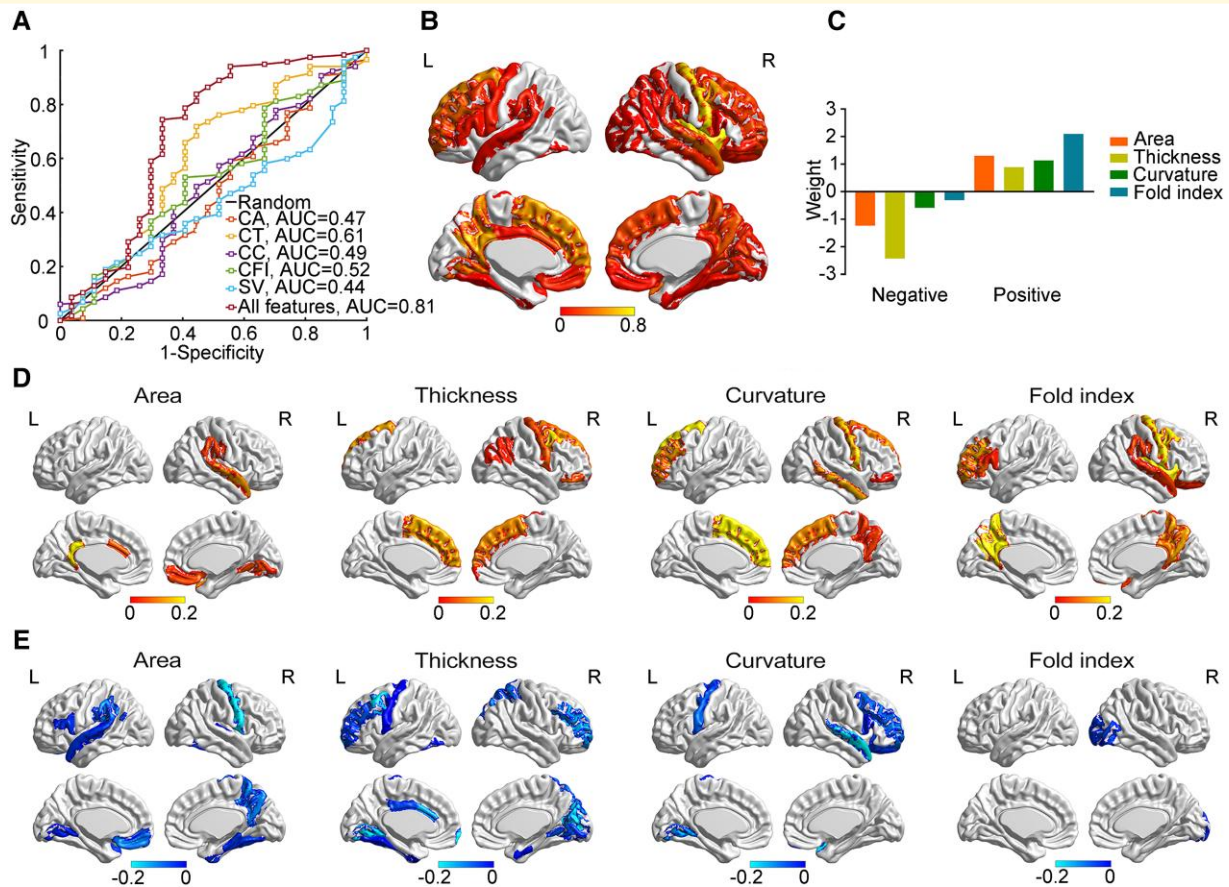 A
Sensitivity
1
0.8
0.6
0.4
0.2
0
0 0.2 0.4 0.6 0.8 1
1-Specificity
Random
CA, AUC=0.47
CT, AUC=0.61
CC, AUC=0.49
CFI, AUC=0.52
SV, AUC=0.44
All features, AUC=0.81
B
L R
0 0.8
C
Weight
3
2
1
0
-1
-2
-3
Negative Positive
Area
Thickness
Curvature
Fold index
D
Area Thickness Curvature Fold index
L R L R L R L R
0 0.2 0 0.2 0 0.2 0 0.2
E
Area Thickness Curvature Fold index
L R L R L R L R
-0.2 0 -0.2 0 -0.2 0 -0.2 0